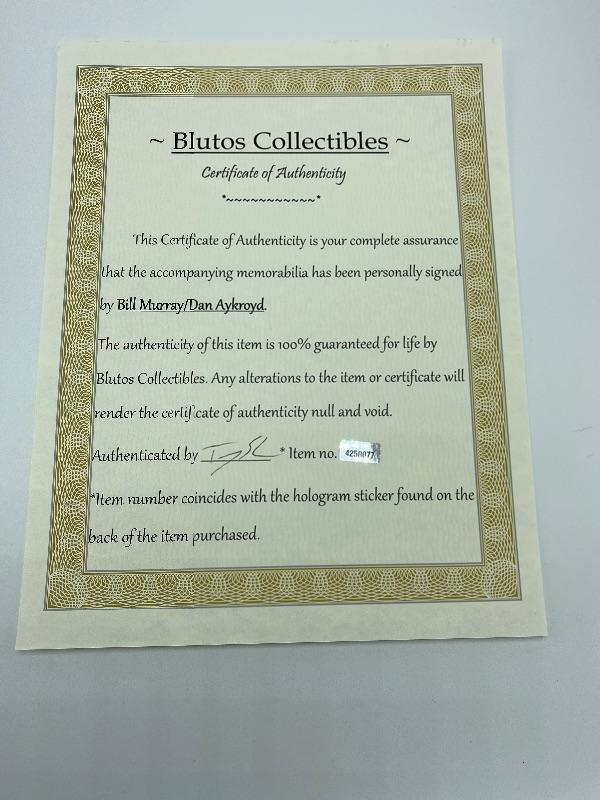 ~ Blutos Collectibles ~
Certificate of Authenticity
*~~~~~~~~~~~*
This Certificate of Authenticity is your complete assurance
that the accompanying memorabilia has been personally signed
by Bill Murray/Dan Aykroyd.
The authenticity of this item is 100% guaranteed for life by
Blutos Collectibles. Any alterations to the item or certificate will
render the certificate of authenticity null and void.
Authenticated by * Item no. 4250077
*Item number coincides with the hologram sticker found on the
back of the item purchased.